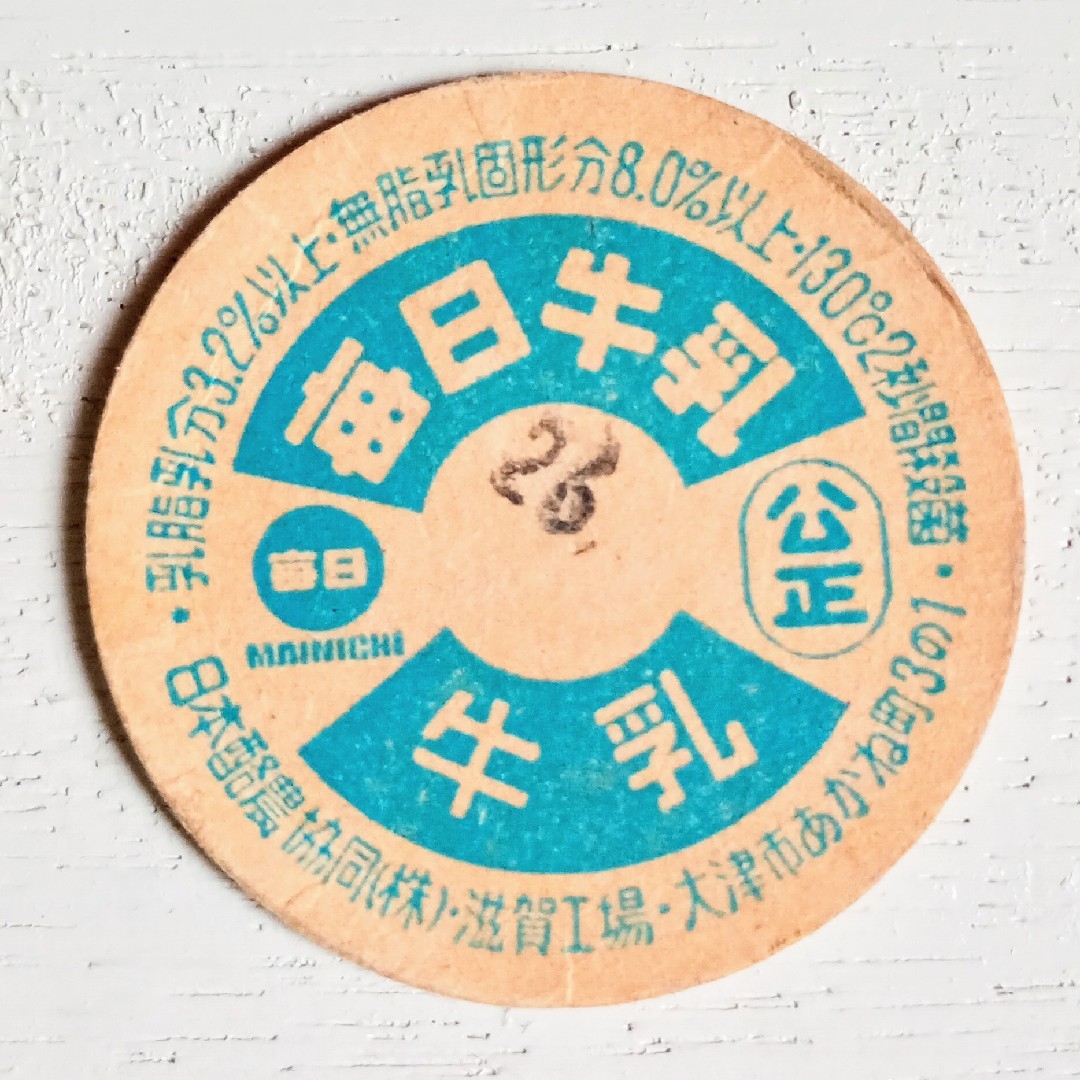 ・乳脂乳分3.2%以上・無脂乳固形分8.0%以上・130℃2秒間殺菌・
毎日牛乳
26
毎日
MAINICHI
公正
牛乳
日本酪農協同(株)・滋賀工場・大津市あかね町3の1